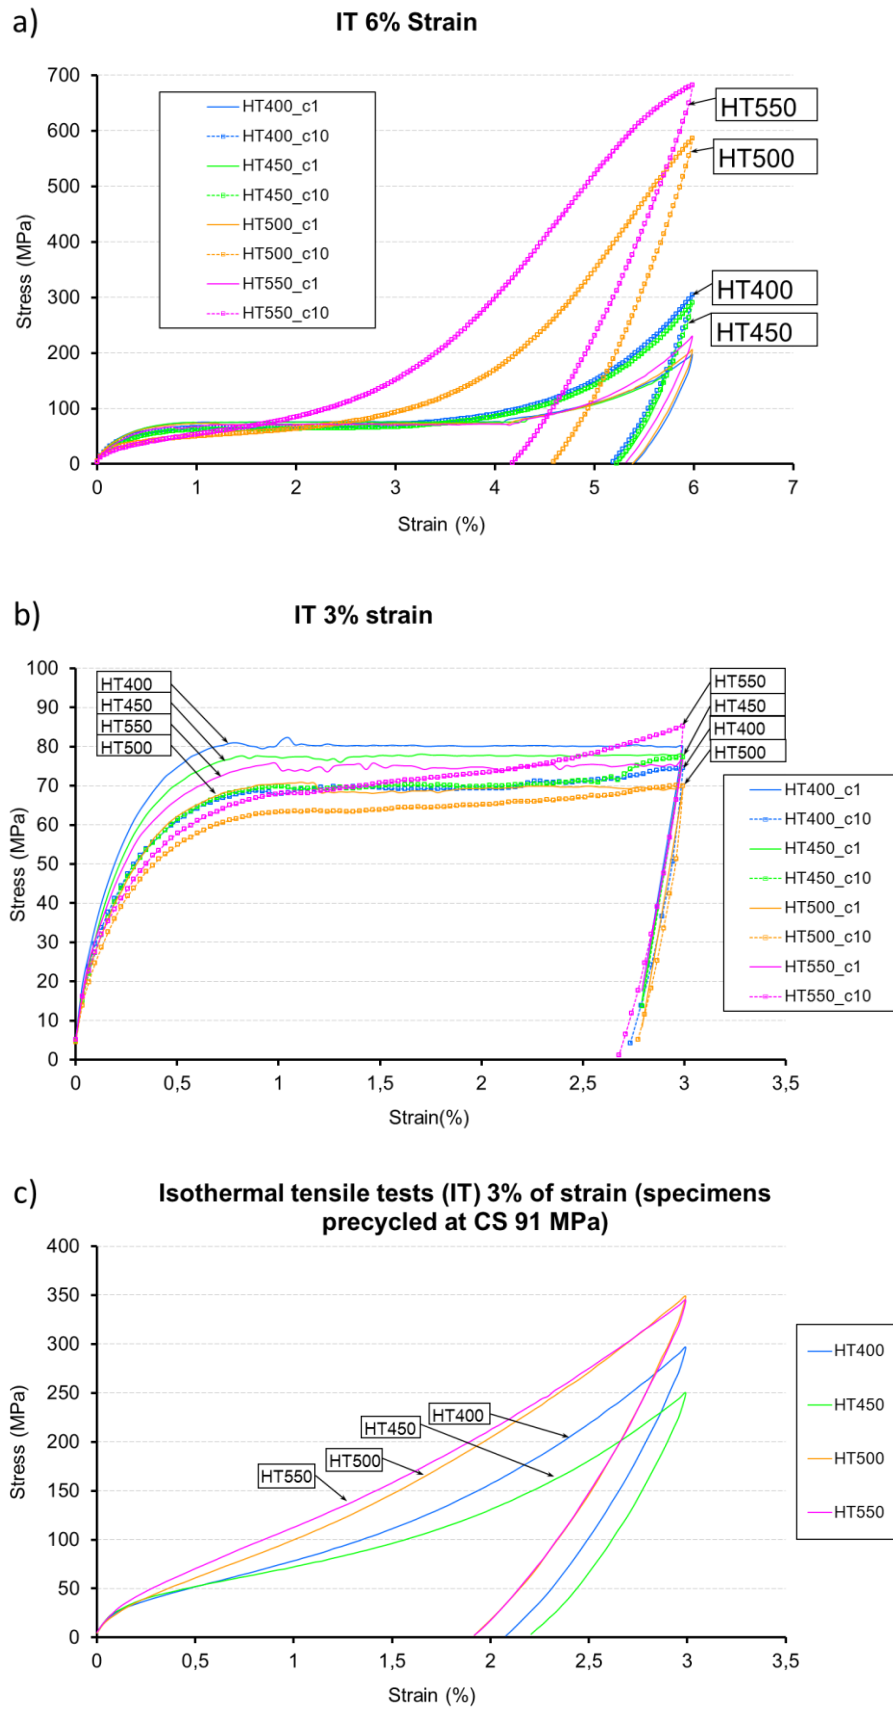 a)
IT 6% Strain
700
600
500
400
300
200
100
0
0 1 2 3 4 5 6 7
Stress (MPa)
Strain (%)
HT400_c1
HT400_c10
HT450_c1
HT450_c10
HT500_c1
HT500_c10
HT550_c1
HT550_c10
HT550
HT500
HT400
HT450
b)
IT 3% strain
100
90
80
70
60
50
40
30
20
10
0
0 0,5 1 1,5 2 2,5 3 3,5
Stress (MPa)
Strain(%)
HT400
HT450
HT550
HT500
HT550
HT450
HT400
HT500
HT400_c1
HT400_c10
HT450_c1
HT450_c10
HT500_c1
HT500_c10
HT550_c1
HT550_c10
c)
Isothermal tensile tests (IT) 3% of strain (specimens
precycled at CS 91 MPa)
400
350
300
250
200
150
100
50
0
0 0,5 1 1,5 2 2,5 3 3,5
Stress (MPa)
Strain (%)
HT400
HT450
HT500
HT550
HT400
HT450
HT500
HT550